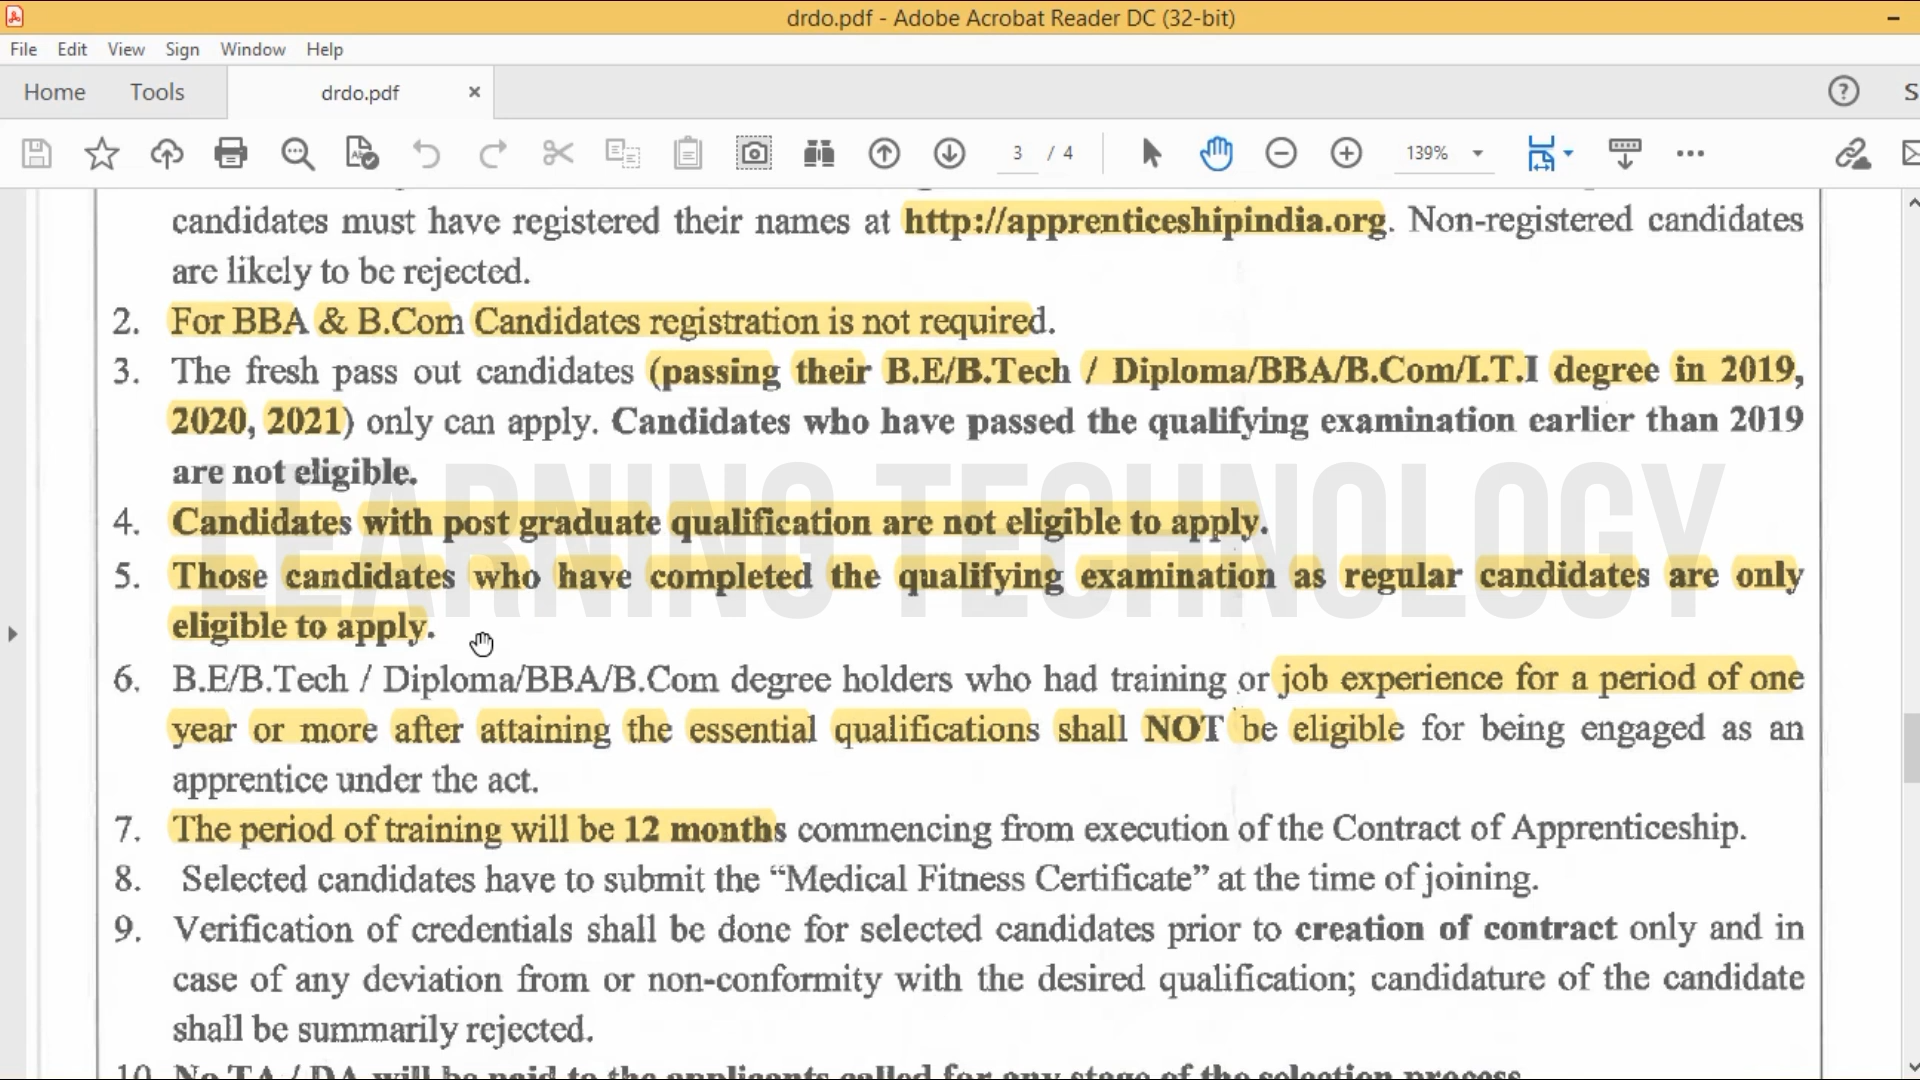 drdo.pdf - Adobe Acrobat Reader DC (32-bit)
File Edit View Sign Window Help
Home Tools drdo.pdf × ? S
3 / 4 139%
candidates must have registered their names at http://apprenticeshipindia.org. Non-registered candidates
are likely to be rejected.
2. For BBA & B.Com Candidates registration is not required.
3. The fresh pass out candidates (passing their B.E/B.Tech / Diploma/BBA/B.Com/I.T.I degree in 2019,
2020, 2021) only can apply. Candidates who have passed the qualifying examination earlier than 2019
are not eligible.
LEARNING TECHNOLOGY
4. Candidates with post graduate qualification are not eligible to apply.
5. Those candidates who have completed the qualifying examination as regular candidates are only
eligible to apply.
6. B.E/B.Tech / Diploma/BBA/B.Com degree holders who had training or job experience for a period of one
year or more after attaining the essential qualifications shall NOT be eligible for being engaged as an
apprentice under the act.
7. The period of training will be 12 months commencing from execution of the Contract of Apprenticeship.
8. Selected candidates have to submit the “Medical Fitness Certificate” at the time of joining.
9. Verification of credentials shall be done for selected candidates prior to creation of contract only and in
case of any deviation from or non-conformity with the desired qualification; candidature of the candidate
shall be summarily rejected.
10. No TA / DA will be paid to the applicants called for any stage of the selection process